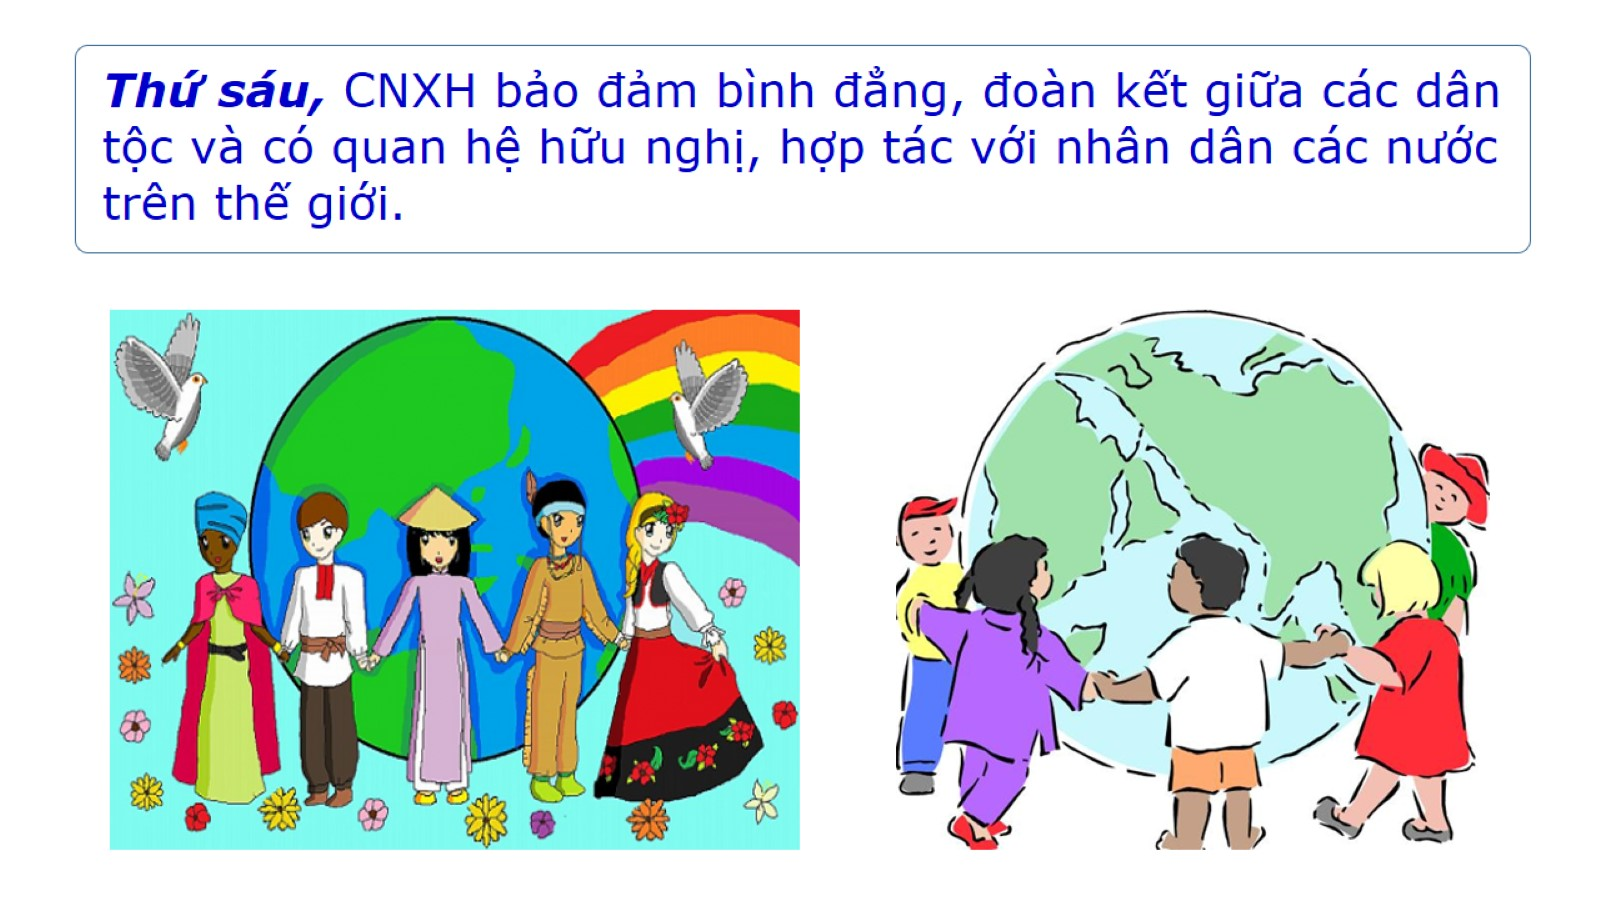 Thứ sáu, CNXH bảo đảm bình đẳng, đoàn kết giữa các dân
tộc và có quan hệ hữu nghị, hợp tác với nhân dân các nước
trên thế giới.